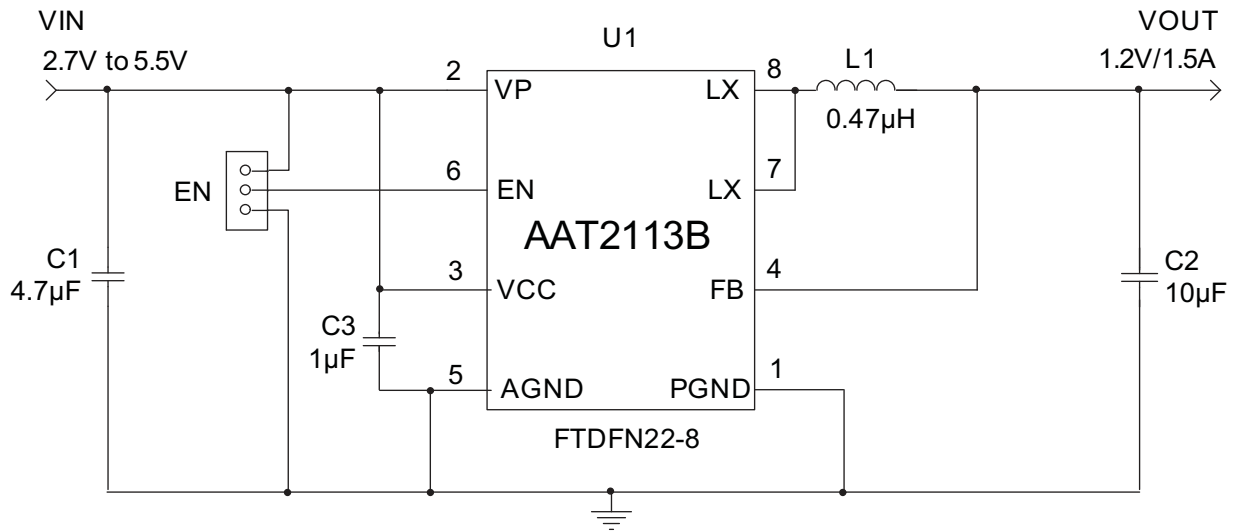 VIN
2.7V to 5.5V
U1
VOUT
1.2V/1.5A
2
VP
LX
8
L1
0.47µH
EN
6
EN
LX
7
AAT2113B
C1
4.7µF
3
VCC
FB
4
C2
10µF
C3
1µF
5
AGND
PGND
1
FTDFN22-8